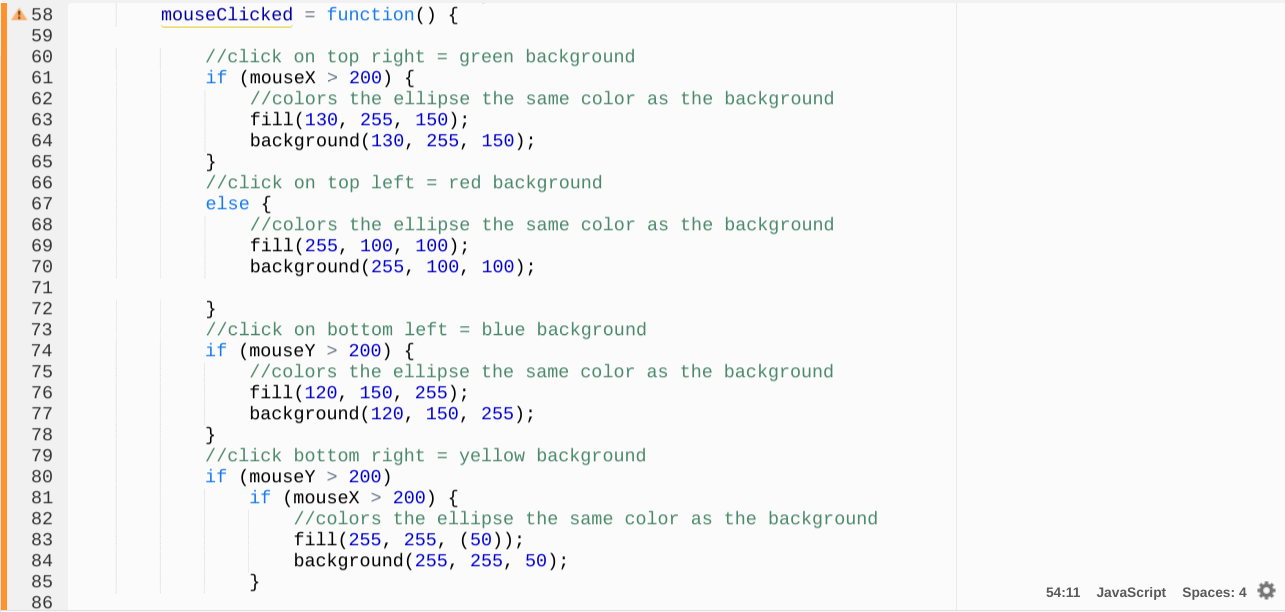 58 mouseClicked = function() {
59
60 //click on top right = green background
61 if (mouseX > 200) {
62 //colors the ellipse the same color as the background
63 fill(130, 255, 150);
64 background(130, 255, 150);
65 }
66 //click on top left = red background
67 else {
68 //colors the ellipse the same color as the background
69 fill(255, 100, 100);
70 background(255, 100, 100);
71
72 }
73 //click on bottom left = blue background
74 if (mouseY > 200) {
75 //colors the ellipse the same color as the background
76 fill(120, 150, 255);
77 background(120, 150, 255);
78 }
79 //click bottom right = yellow background
80 if (mouseY > 200)
81 if (mouseX > 200) {
82 //colors the ellipse the same color as the background
83 fill(255, 255, (50));
84 background(255, 255, 50);
85 }
86
54:11 JavaScript Spaces: 4